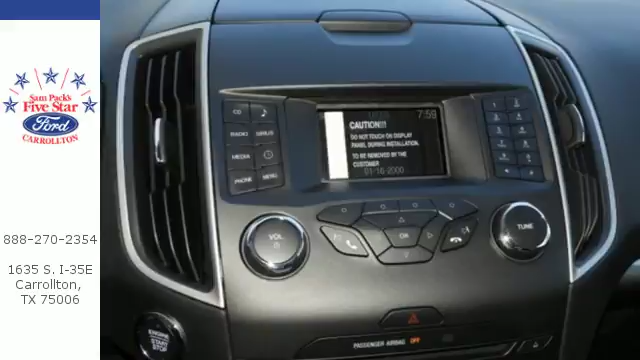 Sam Pack's
Five Star
Ford
CARROLLTON
888-270-2354
1635 S. I-35E
Carrollton,
TX 75006
CD
RADIO
SIRIUS
MEDIA
PHONE
MENU
7:59
CAUTION!!!
DO NOT TOUCH ON DISPLAY
PANEL DURING INSTALLATION.
TO BE REMOVED BY THE
CUSTOMER
01-14-2000
VOL
OK
TUNE
ENGINE
START
STOP
PASSENGER AIRBAG OFF